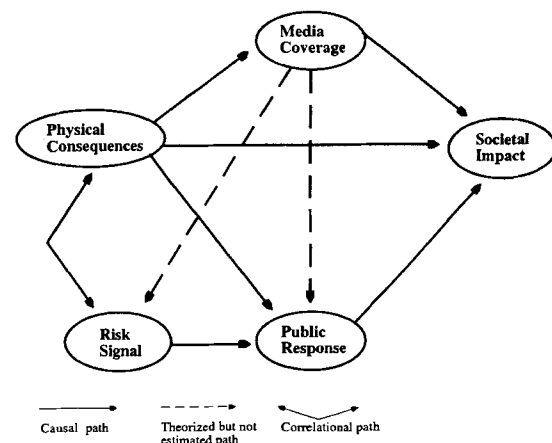 Media
Coverage
Physical
Consequences
Societal
Impact
Risk
Signal
Public
Response
Causal path
Theorized but not
estimated path
Correlational path